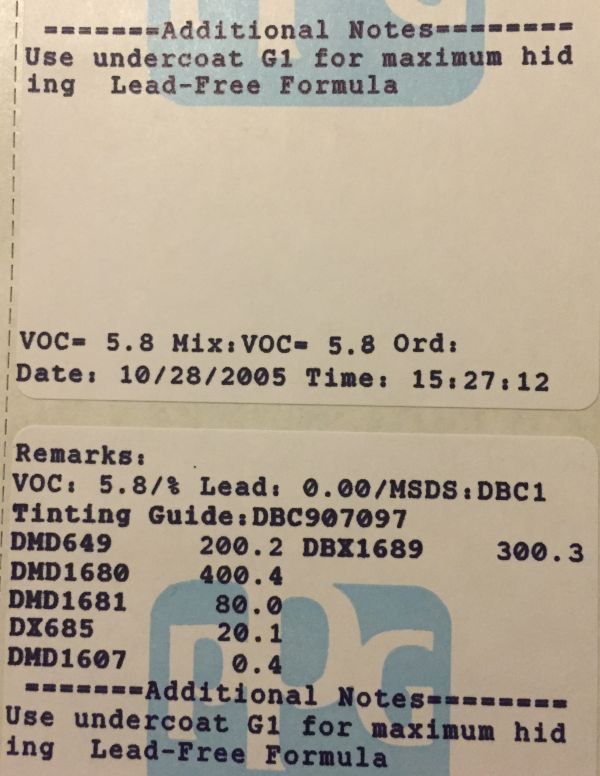 =======Additional Notes========
Use undercoat G1 for maximum hid
ing  Lead-Free Formula
VOC= 5.8 Mix:VOC= 5.8 Ord:
Date: 10/28/2005 Time: 15:27:12
Remarks:
VOC: 5.8/% Lead: 0.00/MSDS:DBC1
Tinting Guide:DBC907097
DMD649 200.2 DBX1689 300.3
DMD1680 400.4
DMD1681 80.0
DX685 20.1
DMD1607 0.4
PPG
=======Additional Notes========
Use undercoat G1 for maximum hid
ing  Lead-Free Formula